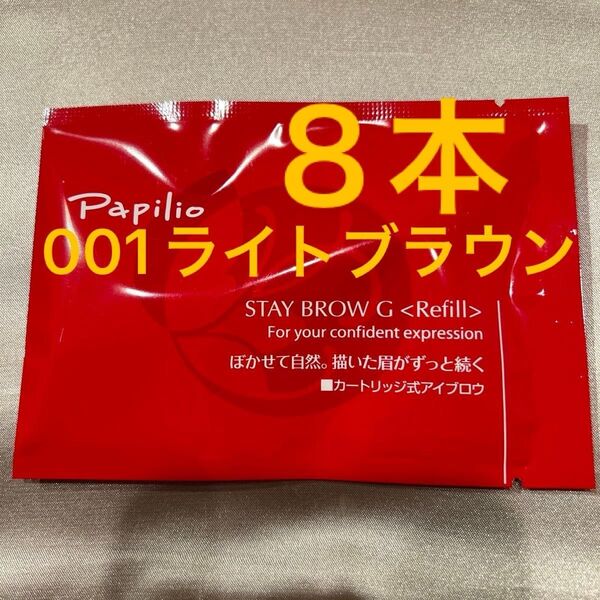 8本
Papilio
001ライトブラウン
STAY BROW G <Refill>
For your confident expression
ぼかせて自然。描いた眉がずっと続く
■カートリッジ式アイブロウ